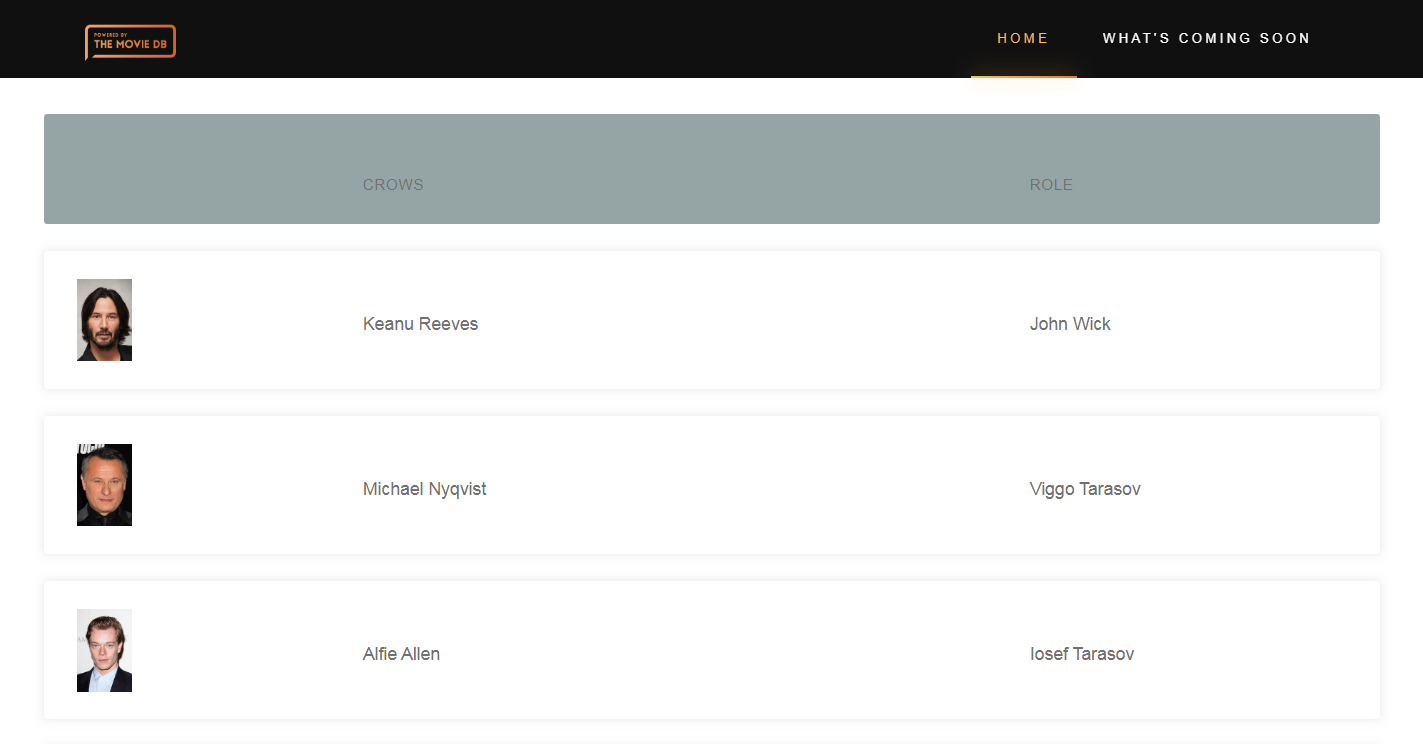 POWERED BY
THE MOVIE DB
HOME
WHAT'S COMING SOON
CROWS
ROLE
Keanu Reeves
John Wick
Michael Nyqvist
Viggo Tarasov
Alfie Allen
Iosef Tarasov